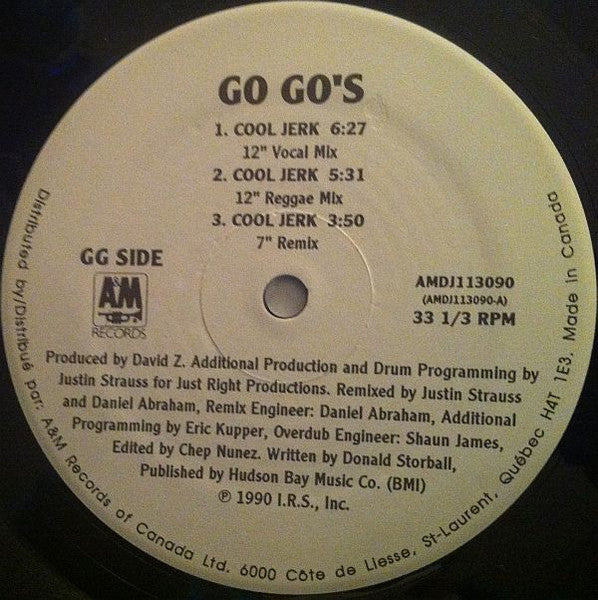 GO GO'S
1. COOL JERK 6:27
12" Vocal Mix
2. COOL JERK 5:31
12" Reggae Mix
3. COOL JERK 3:50
7" Remix
GG SIDE
A&M
RECORDS
AMDJ113090
(AMDJ113090-A)
33 1/3 RPM
Produced by David Z. Additional Production and Drum Programming by
Justin Strauss for Just Right Productions. Remixed by Justin Strauss
and Daniel Abraham, Remix Engineer: Daniel Abraham, Additional
Programming by Eric Kupper, Overdub Engineer: Shaun James,
Edited by Chep Nunez. Written by Donald Storball,
Published by Hudson Bay Music Co. (BMI)
℗ 1990 I.R.S., Inc.
Distributed by/Distribué par: A&M Records of Canada Ltd. 6000 Côte de Liesse, St-Laurent, Québec H4T 1E3. Made in Canada